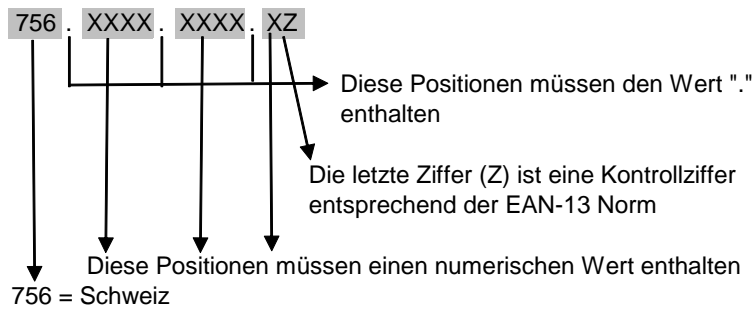 756 . XXXX . XXXX . XZ
Diese Positionen müssen den Wert "."
enthalten
Die letzte Ziffer (Z) ist eine Kontrollziffer
entsprechend der EAN-13 Norm
Diese Positionen müssen einen numerischen Wert enthalten
756 = Schweiz